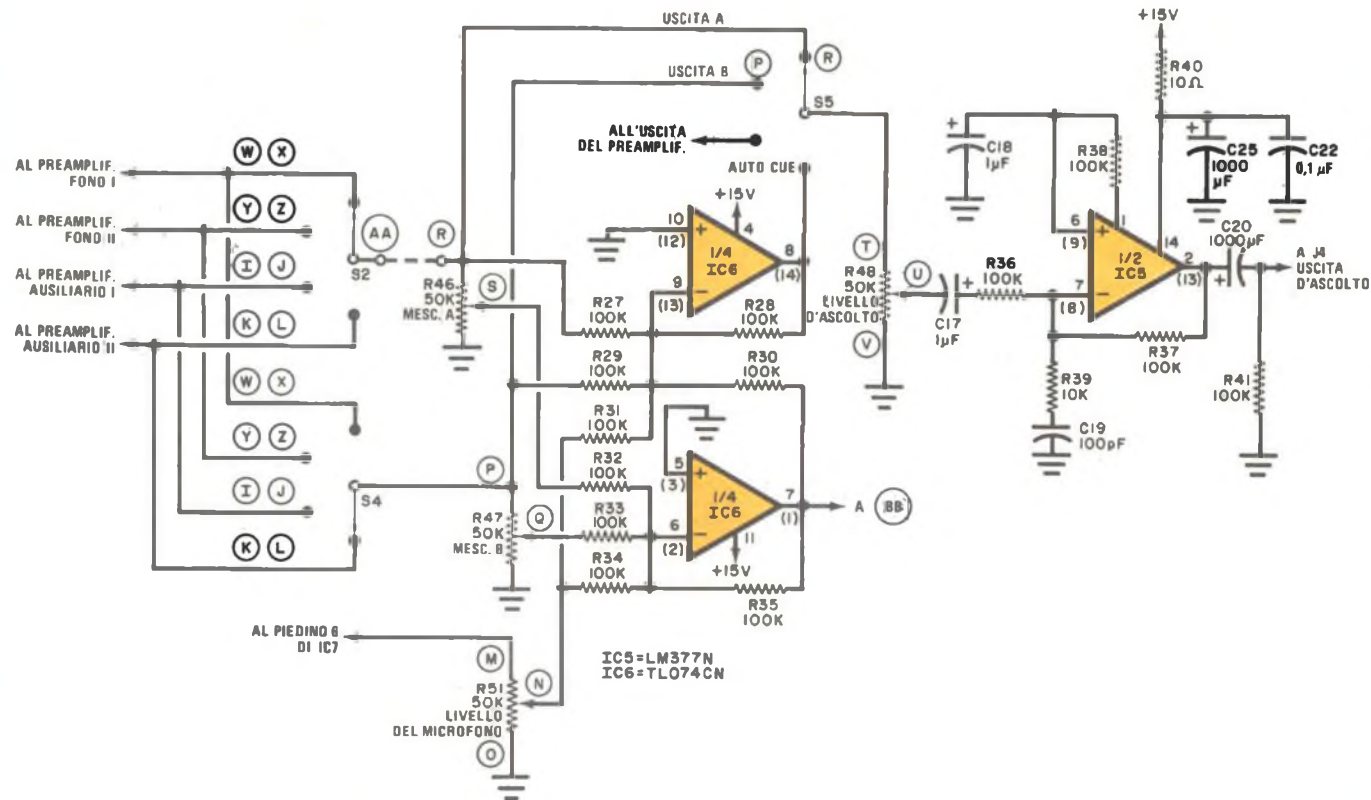 USCITA A
USCITA B
P
R
S5
ALL'USCITA
DEL PREAMPLIF.
AUTO CUE
AL PREAMPLIF.
FONO I
W X
AL PREAMPLIF.
FONO II
Y Z
AL PREAMPLIF.
AUSILIARIO I
I J
AL PREAMPLIF.
AUSILIARIO II
K L
S2
AA
R
W X
Y Z
I J
K L
S4
P
R46
50K
MESC. A
S
R47
50K
MESC. B
Q
AL PIEDINO 6
DI IC7
M
N
R51
50K
LIVELLO
DEL MICROFONO
O
R27
100K
R28
100K
R29
100K
R30
100K
R31
100K
R32
100K
R33
100K
R34
100K
R35
100K
+15V
4
10
+
(12)
9
−
(13)
1/4
IC6
8
(14)
5
+
(3)
6
−
(2)
1/4
IC6
7
(1)
11
+15V
A BB
IC5=LM377N
IC6=TL074CN
T
R48
50K
LIVELLO
D'ASCOLTO
U
V
+
C17
1µF
R36
100K
+
C18
1µF
R38
100K
+15V
R40
10Ω
+
C25
1000
µF
C22
0,1 µF
6
+
(9)
7
−
(8)
1
14
1/2
IC5
2
(13)
C20
1000µF
+
A J4
USCITA
D'ASCOLTO
R37
100K
R39
10K
C19
100pF
R41
100K